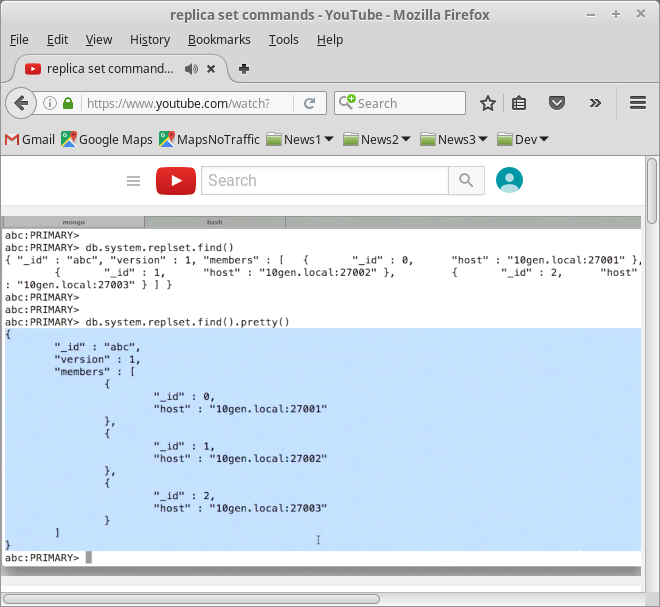 replica set commands - YouTube - Mozilla Firefox
File Edit View History Bookmarks Tools Help
replica set command...
https://www.youtube.com/watch?
Search
Gmail Google Maps MapsNoTraffic News1 News2 News3 Dev
Search
mongo bash
abc:PRIMARY>
abc:PRIMARY> db.system.replset.find()
{ "_id" : "abc", "version" : 1, "members" : [ { "_id" : 0, "host" : "10gen.local:27001" },
{ "_id" : 1, "host" : "10gen.local:27002" }, { "_id" : 2, "host"
: "10gen.local:27003" } ] }
abc:PRIMARY>
abc:PRIMARY>
abc:PRIMARY> db.system.replset.find().pretty()
{
"_id" : "abc",
"version" : 1,
"members" : [
{
"_id" : 0,
"host" : "10gen.local:27001"
},
{
"_id" : 1,
"host" : "10gen.local:27002"
},
{
"_id" : 2,
"host" : "10gen.local:27003"
}
]
}
abc:PRIMARY>